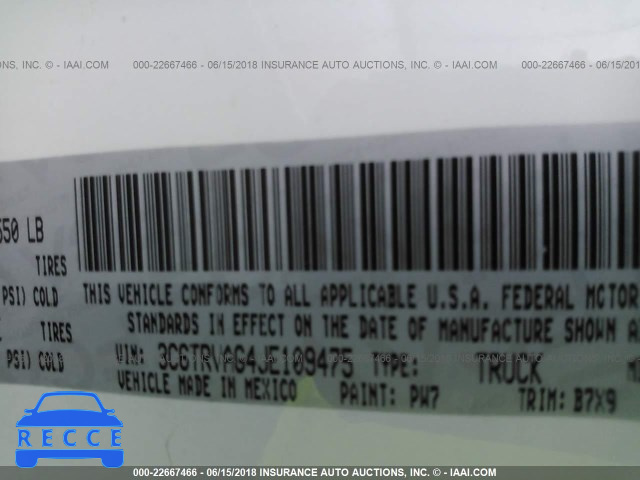 SONS, INC. - IAAI.COM 000-22667466 - 06/15/2018 INSURANCE AUTO AUCTIONS, INC. - IAAI.COM 000-22667466 - 06/15/2018
550 LB
TIRES
PSI) COLD
THIS VEHICLE CONFORMS TO ALL APPLICABLE U.S.A. FEDERAL MOTOR
TIRES
STANDARDS IN EFFECT ON THE DATE OF MANUFACTURE SHOWN
PSI) COLD
VIN: 3C6TRVAG4JE109475 TYPE: TRUCK
VEHICLE MADE IN MEXICO PAINT: PW7 TRIM: B7X9
RECCE
000-22667466 - 06/15/2018 INSURANCE AUTO AUCTIONS, INC. - IAAI.COM